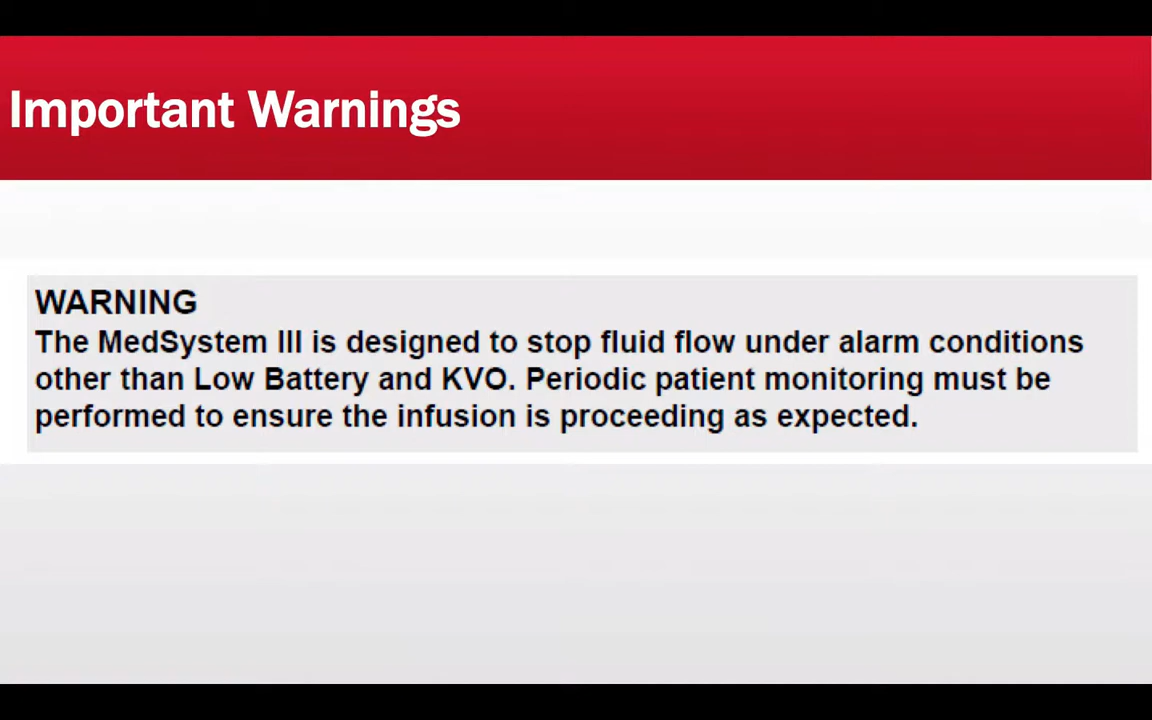 Important Warnings
WARNING
The MedSystem III is designed to stop fluid flow under alarm conditions
other than Low Battery and KVO. Periodic patient monitoring must be
performed to ensure the infusion is proceeding as expected.